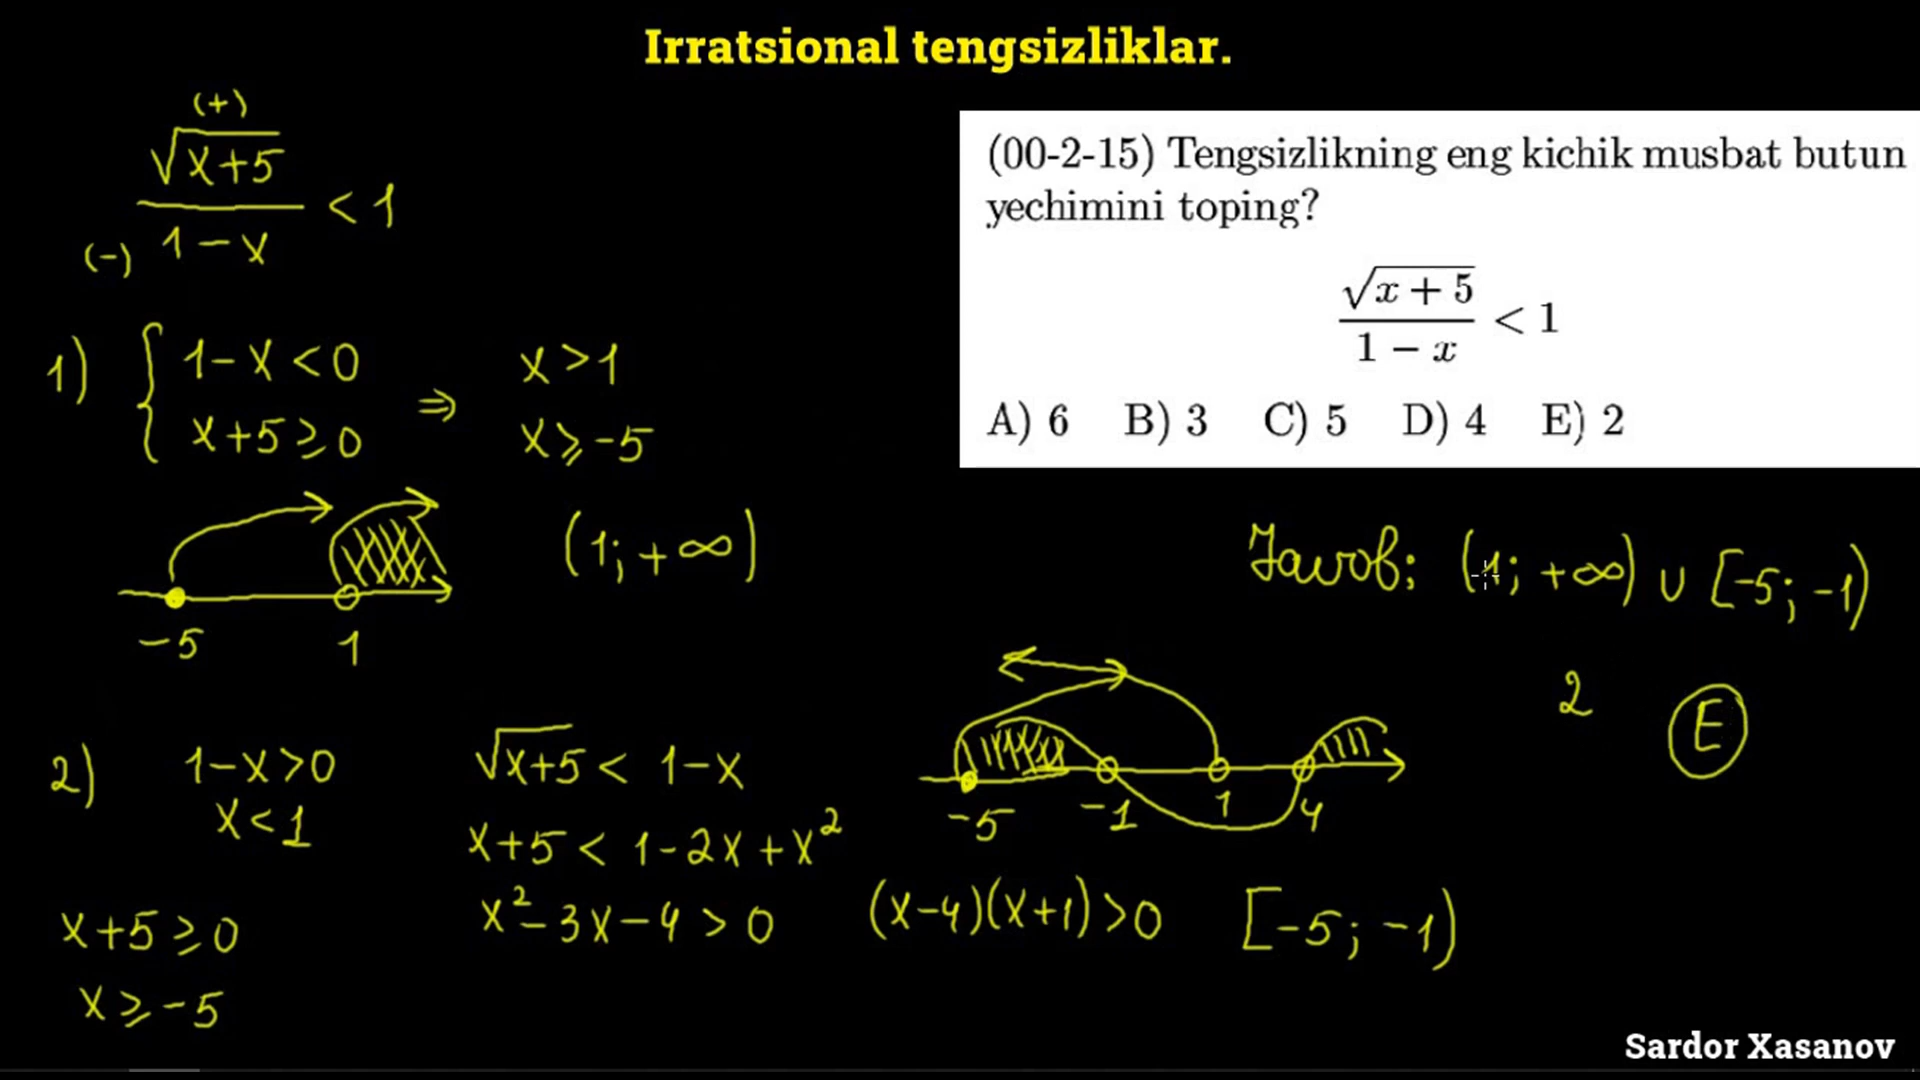 Irratsional tengsizliklar.
(+)
√x+5
(-) 1-x < 1
(00-2-15) Tengsizlikning eng kichik musbat butun
yechimini toping?
√x + 5
1 − x < 1
A) 6 B) 3 C) 5 D) 4 E) 2
1) { 1-x<0 ⇒ x>1
x+5≥0 x≥-5
-5 1
(1; +∞)
Javob: (1; +∞) ∪ [-5; -1)
2 E
2) 1-x>0
x<1
x+5≥0
x≥-5
√x+5 < 1-x
x+5 < 1-2x+x²
x²-3x-4>0
-5 -1 1 4
(x-4)(x+1)>0 [-5; -1)
Sardor Xasanov